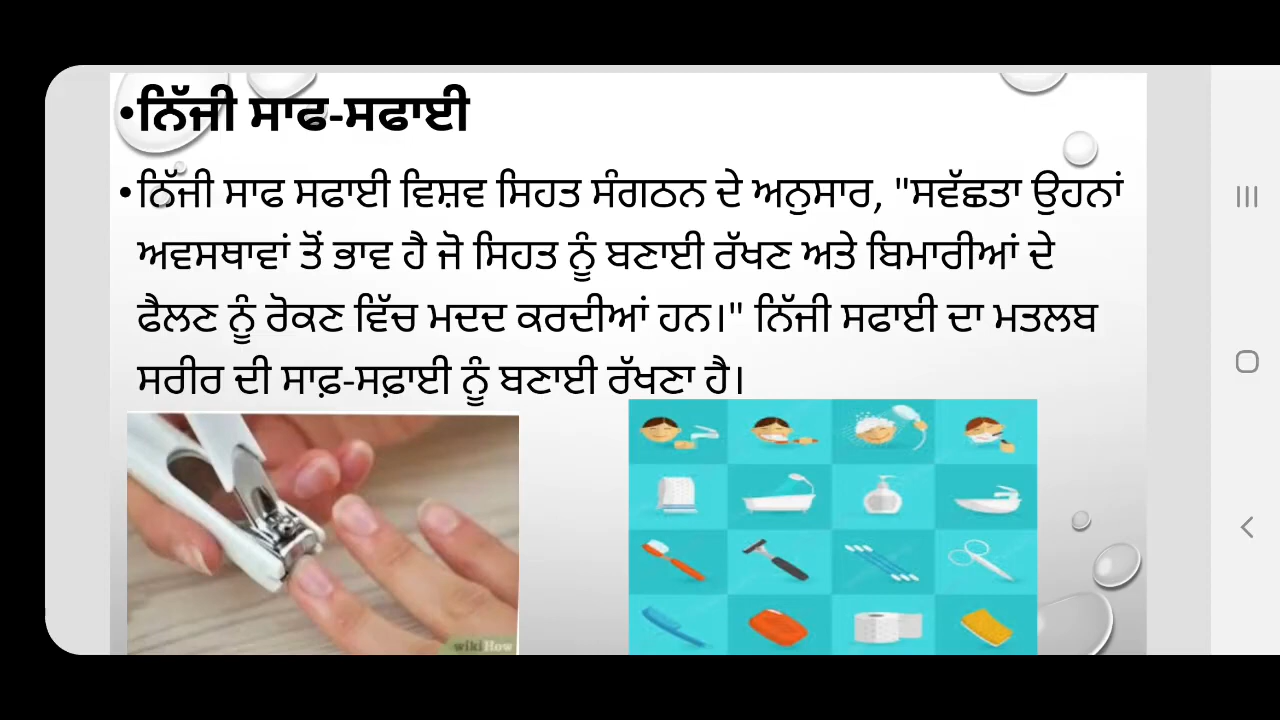 •ਨਿੱਜੀ ਸਾਫ-ਸਫਾਈ
•ਨਿੱਜੀ ਸਾਫ ਸਫਾਈ ਵਿਸ਼ਵ ਸਿਹਤ ਸੰਗਠਨ ਦੇ ਅਨੁਸਾਰ, "ਸਵੱਛਤਾ ਉਹਨਾਂ
ਅਵਸਥਾਵਾਂ ਤੋਂ ਭਾਵ ਹੈ ਜੋ ਸਿਹਤ ਨੂੰ ਬਣਾਈ ਰੱਖਣ ਅਤੇ ਬਿਮਾਰੀਆਂ ਦੇ
ਫੈਲਣ ਨੂੰ ਰੋਕਣ ਵਿੱਚ ਮਦਦ ਕਰਦੀਆਂ ਹਨ।" ਨਿੱਜੀ ਸਫਾਈ ਦਾ ਮਤਲਬ
ਸਰੀਰ ਦੀ ਸਾਫ਼-ਸਫ਼ਾਈ ਨੂੰ ਬਣਾਈ ਰੱਖਣਾ ਹੈ।
wikiHow